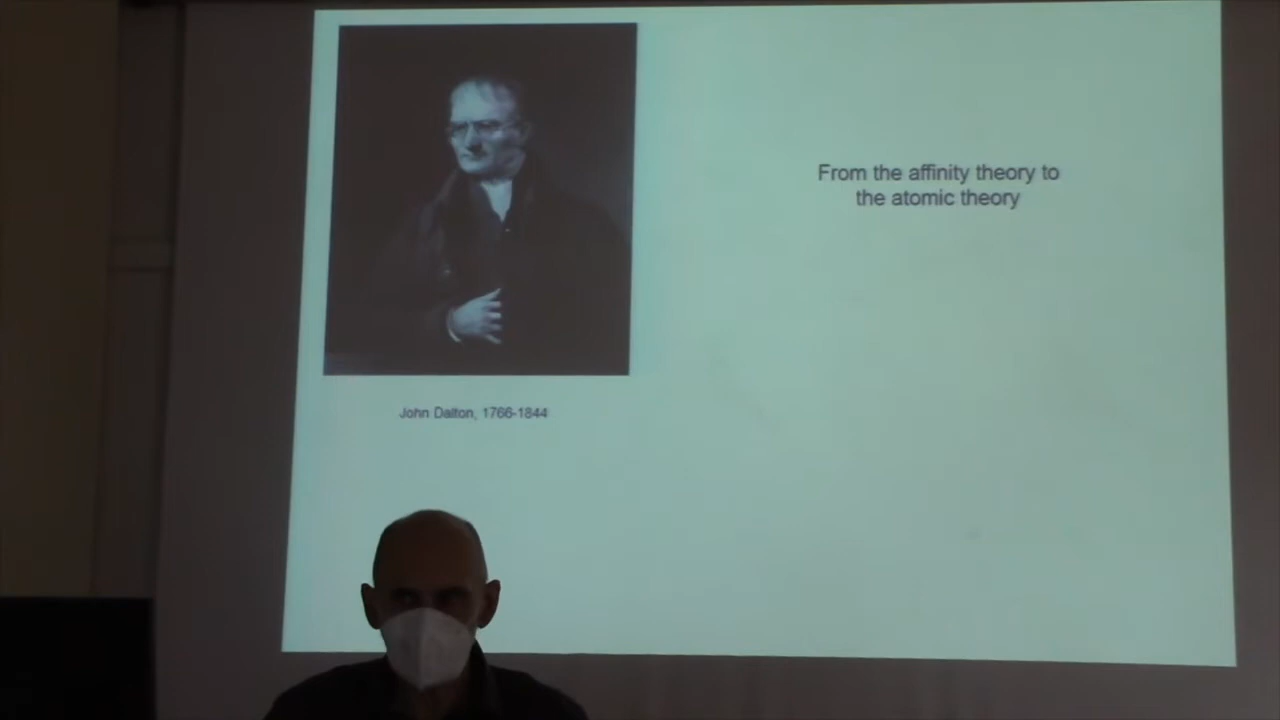 From the affinity theory to
the atomic theory
John Dalton, 1766-1844